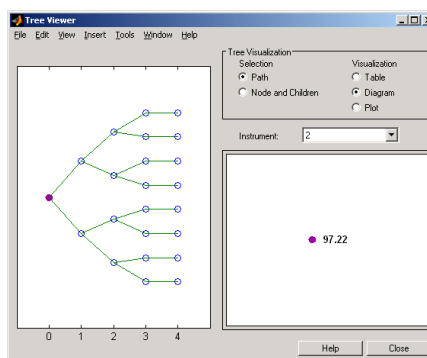 Tree Viewer
File Edit View Insert Tools Window Help
Tree Visualization
Selection Visualization
Path Table
Node and Children Diagram
Plot
Instrument: 2
97.22
0 1 2 3 4
Help Close